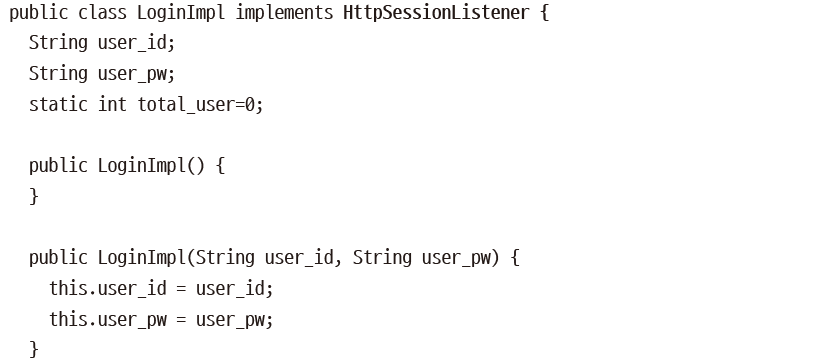 public class LoginImpl implements HttpSessionListener {
  String user_id;
  String user_pw;
  static int total_user=0;

  public LoginImpl() {
  }

  public LoginImpl(String user_id, String user_pw) {
    this.user_id = user_id;
    this.user_pw = user_pw;
  }